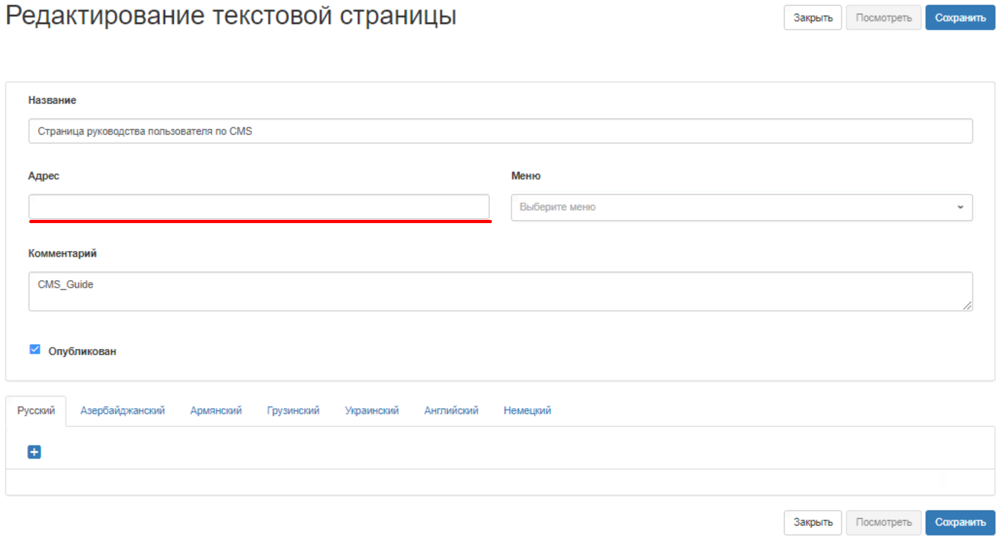 Редактирование текстовой страницы
Закрыть Посмотреть Сохранить
Название
Страница руководства пользователя по CMS
Адрес Меню
Выберите меню
Комментарий
CMS_Guide
Опубликован
Русский Азербайджанский Армянский Грузинский Украинский Английский Немецкий
Закрыть Посмотреть Сохранить